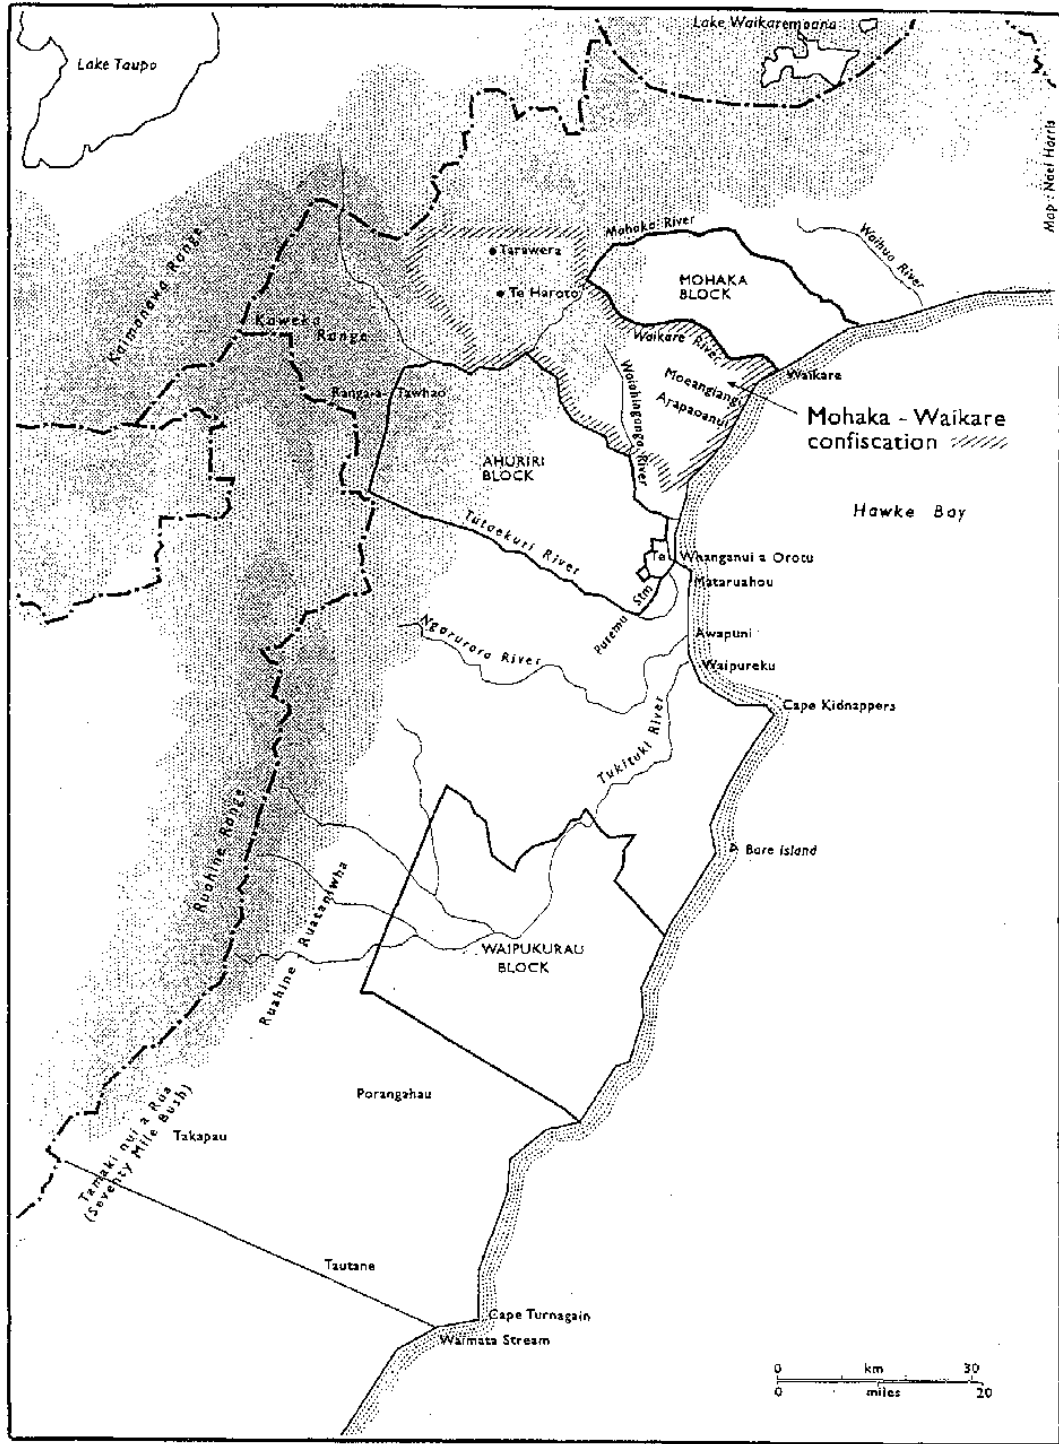 Lake Waikaremoana
Lake Taupo
Map : Noel Harris
Kaimanawa Range
Mohaka River
Waihua River
Tarawera
MOHAKA
BLOCK
Te Haroto
Kaweka
Range
Waikare River
Waikare
Moeangiangi
Arapaoanui
Mohaka - Waikare
confiscation
Waiohinganga River
Ranga-a-Tawhao
AHURIRI
BLOCK
Hawke Bay
Tutaekuri River
Te Whanganui a Orotu
Mataruahou
Puremu Stm
Ngaruroro River
Awapuni
Waipureku
Cape Kidnappers
Tukituki River
Bare Island
Ruahine Range
Ruahine - Ruataniwha
WAIPUKURAU
BLOCK
Porangahau
Takapau
Tamaki nui a Rua
(Seventy Mile Bush)
Tautane
Cape Turnagain
Waimata Stream
0 km 30
0 miles 20